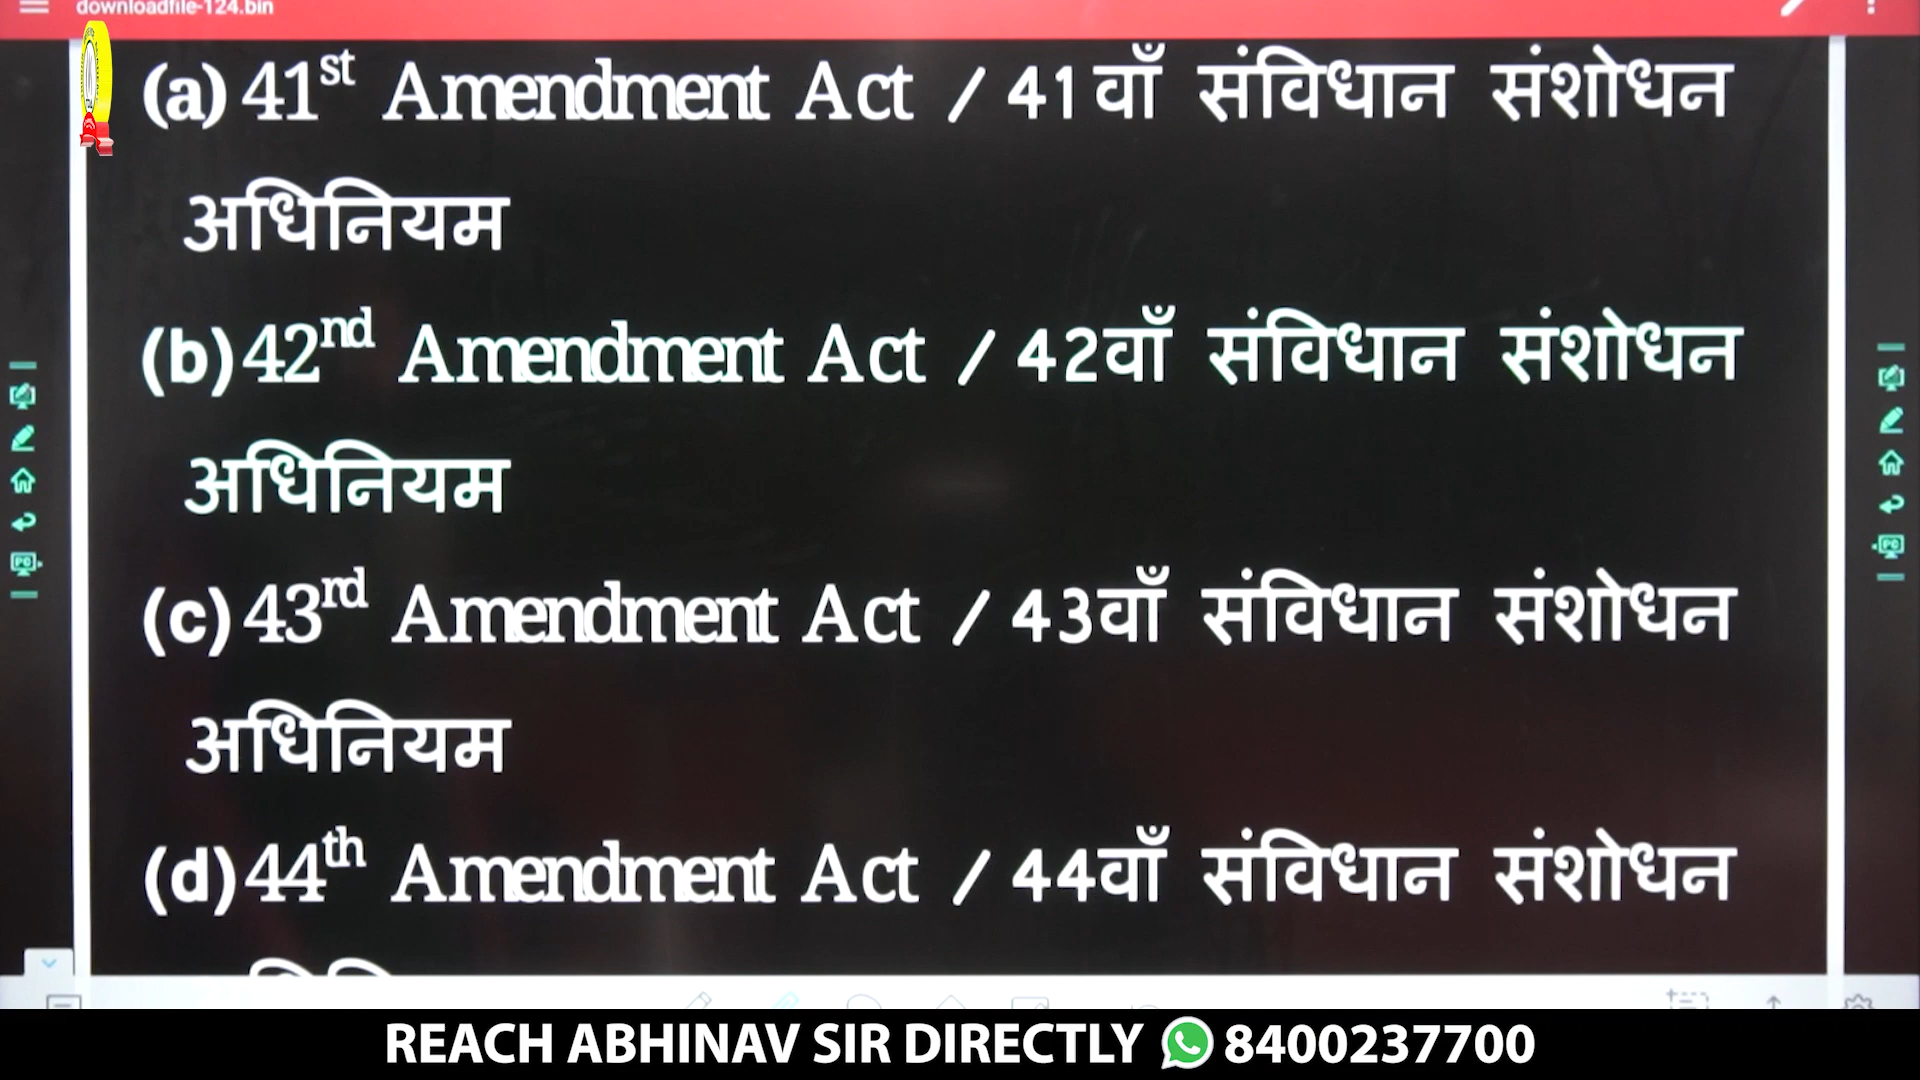 downloadfile-124.bin
(a) 41st Amendment Act / 41वाँ संविधान संशोधन
अधिनियम
(b) 42nd Amendment Act / 42वाँ संविधान संशोधन
अधिनियम
(c) 43rd Amendment Act / 43वाँ संविधान संशोधन
अधिनियम
(d) 44th Amendment Act / 44वाँ संविधान संशोधन
REACH ABHINAV SIR DIRECTLY 8400237700